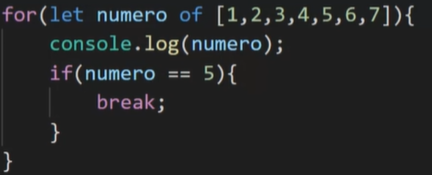 for(let numero of [1,2,3,4,5,6,7]){
    console.log(numero);
    if(numero == 5){
        break;
    }
}